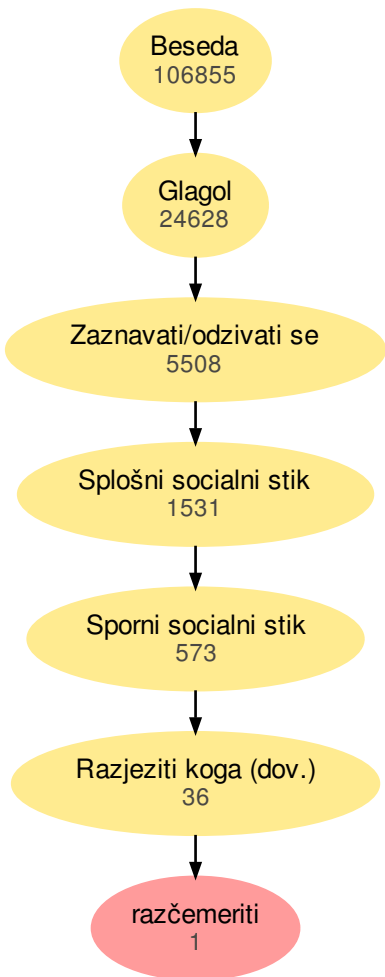 Beseda
106855
Glagol
24628
Zaznavati/odzivati se
5508
Splošni socialni stik
1531
Sporni socialni stik
573
Razjeziti koga (dov.)
36
razčemeriti
1